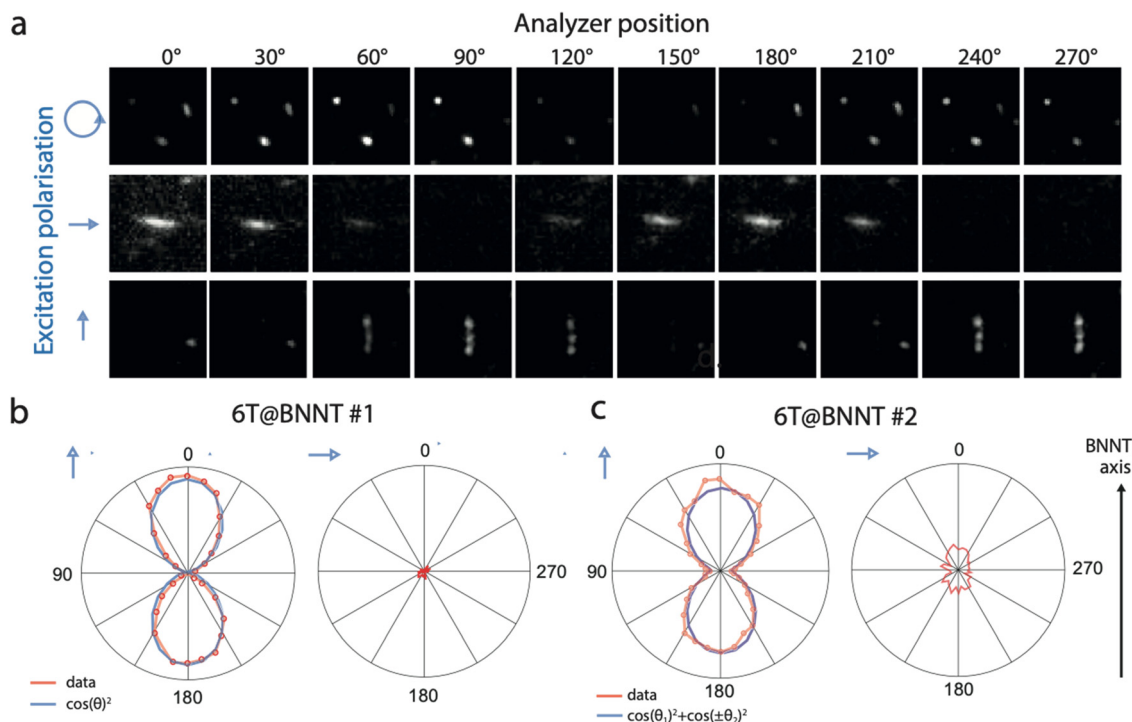 a
Analyzer position
0° 30° 60° 90° 120° 150° 180° 210° 240° 270°
Excitation polarisation
b
6T@BNNT #1
0
0
90
270
180
180
data
cos(θ)²
c
6T@BNNT #2
BNNT
axis
0
0
90
270
180
180
data
cos(θ₁)²+cos(±θ₂)²